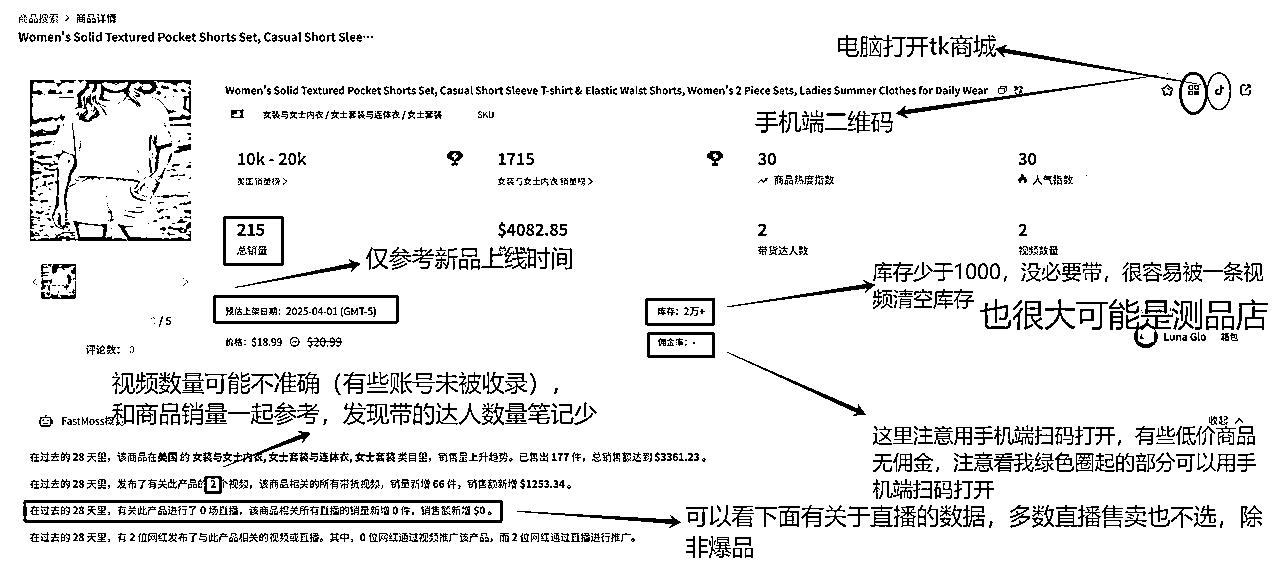 商品搜索 > 商品详情
Women's Solid Textured Pocket Shorts Set, Casual Short Slee…
电脑打开tk商城
Women's Solid Textured Pocket Shorts Set, Casual Short Sleeve T-shirt & Elastic Waist Shorts, Women's 2 Piece Sets, Ladies Summer Clothes for Daily Wear
女装与女士内衣 / 女士套装与连体衣 / 女士套装
SKU
手机端二维码
10k - 20k
1715
30
30
美国销量榜 >
女装与女士内衣 销量榜 >
商品热度指数
人气指数
215
$4082.85
2
2
总销量
带货达人数
视频数量
仅参考新品上线时间
库存少于1000，没必要带，很容易被一条视
频清空库存
也很大可能是测品店
预估上架日期：2025-04-01 (GMT-5)
库存：2万+
/ 5
价格：$18.99
$20.99
佣金率：-
Luna Glo
箱包
评论数：0
视频数量可能不准确（有些账号未被收录），
和商品销量一起参考，发现带的达人数量笔记少
FastMoss
收起
这里注意用手机端扫码打开，有些低价商品
无佣金，注意看我绿色圈起的部分可以用手
机端扫码打开
在过去的 28 天里，该商品在美国 的 女装与女士内衣, 女士套装与连体衣, 女士套装 类目里，销售量上升趋势。已售出 177 件，总销售额达到 $3361.23 。
在过去的 28 天里，发布了有关此产品的 2 个视频，该商品相关的所有带货视频，销量新增 66 件，销售额新增 $1253.34 。
在过去的 28 天里，有关此产品进行了 0 场直播，该商品相关所有直播的销量新增 0 件，销售额新增 $0 。
可以看下面有关于直播的数据，多数直播售卖也不选，除
非爆品
在过去的 28 天里，有 2 位网红发布了与此产品相关的视频或直播。其中，0 位网红通过视频推广该产品，而 2 位网红通过直播进行推广。